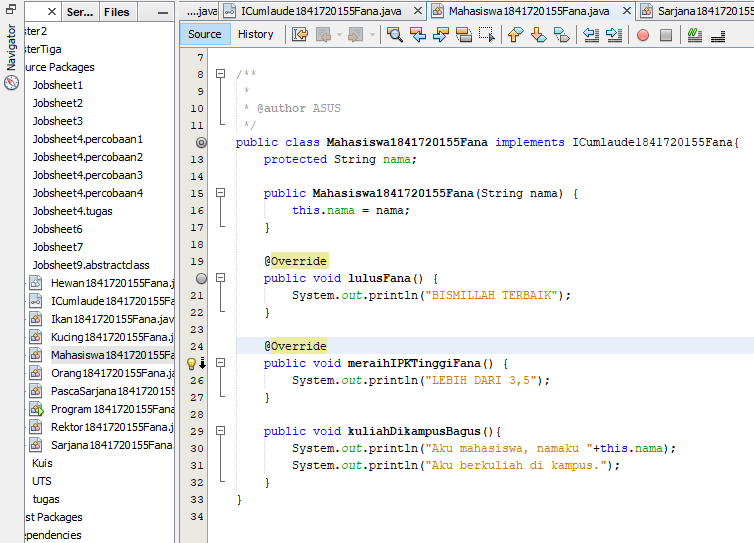 Ser... Files
....java ICumlaude1841720155Fana.java Mahasiswa1841720155Fana.java Sarjana1841720155Fana.
Source History
Navigator
ster2
sterTiga
urce Packages
Jobsheet1
Jobsheet2
Jobsheet3
Jobsheet4.percobaan1
Jobsheet4.percobaan2
Jobsheet4.percobaan3
Jobsheet4.percobaan4
Jobsheet4.tugas
Jobsheet6
Jobsheet7
Jobsheet9.abstractclass
Hewan1841720155Fana.j
ICumlaude1841720155Fa
Ikan1841720155Fana.jav
Kucing1841720155Fana.j
Mahasiswa1841720155Fa
Orang1841720155Fana.ja
PascaSarjana1841720155
Program1841720155Fana
Rektor1841720155Fana.j
Sarjana1841720155Fana.
Kuis
UTS
tugas
st Packages
ependencies
7
8 /**
9 *
10 * @author ASUS
11 */
public class Mahasiswa1841720155Fana implements ICumlaude1841720155Fana{
13 protected String nama;
14
15 public Mahasiswa1841720155Fana(String nama) {
16 this.nama = nama;
17 }
18
19 @Override
public void lulusFana() {
21 System.out.println("BISMILLAH TERBAIK");
22 }
23
24 @Override
public void meraihIPKTinggiFana() {
26 System.out.println("LEBIH DARI 3,5");
27 }
28
29 public void kuliahDikampusBagus(){
30 System.out.println("Aku mahasiswa, namaku "+this.nama);
31 System.out.println("Aku berkuliah di kampus.");
32 }
33 }
34